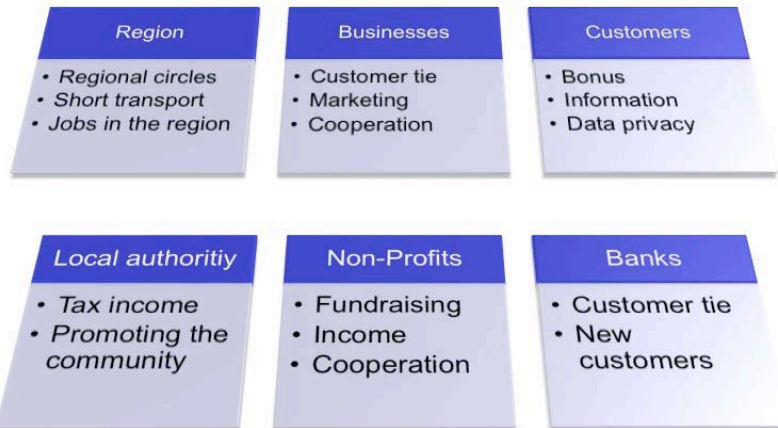 Region
• Regional circles
• Short transport
• Jobs in the region
Businesses
• Customer tie
• Marketing
• Cooperation
Customers
• Bonus
• Information
• Data privacy
Local authoritiy
• Tax income
• Promoting the
community
Non-Profits
• Fundraising
• Income
• Cooperation
Banks
• Customer tie
• New
customers